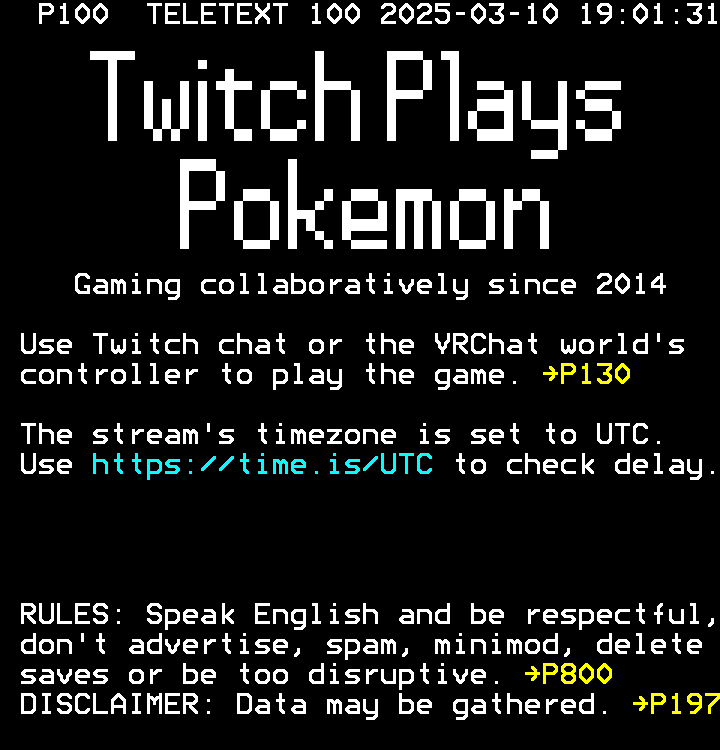 P100 TELETEXT 100 2025-03-10 19:01:31
Twitch Plays
Pokemon
Gaming collaboratively since 2014
Use Twitch chat or the VRChat world's
controller to play the game. →P130
The stream's timezone is set to UTC.
Use https://time.is/UTC to check delay.
RULES: Speak English and be respectful,
don't advertise, spam, minimod, delete
saves or be too disruptive. →P800
DISCLAIMER: Data may be gathered. →P197